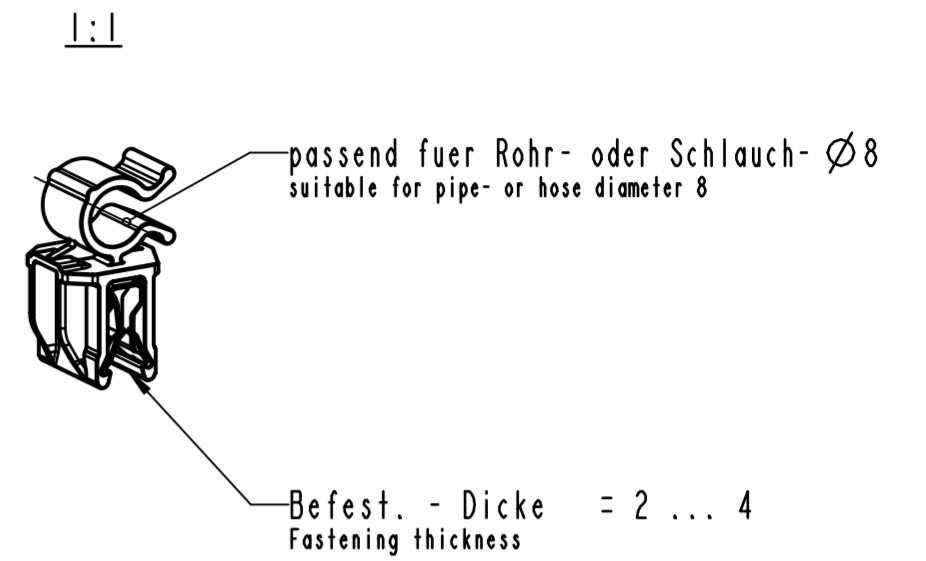 1:1
passend fuer Rohr- oder Schlauch- Ø8
suitable for pipe- or hose diameter 8
Befest. - Dicke = 2 ... 4
Fastening thickness